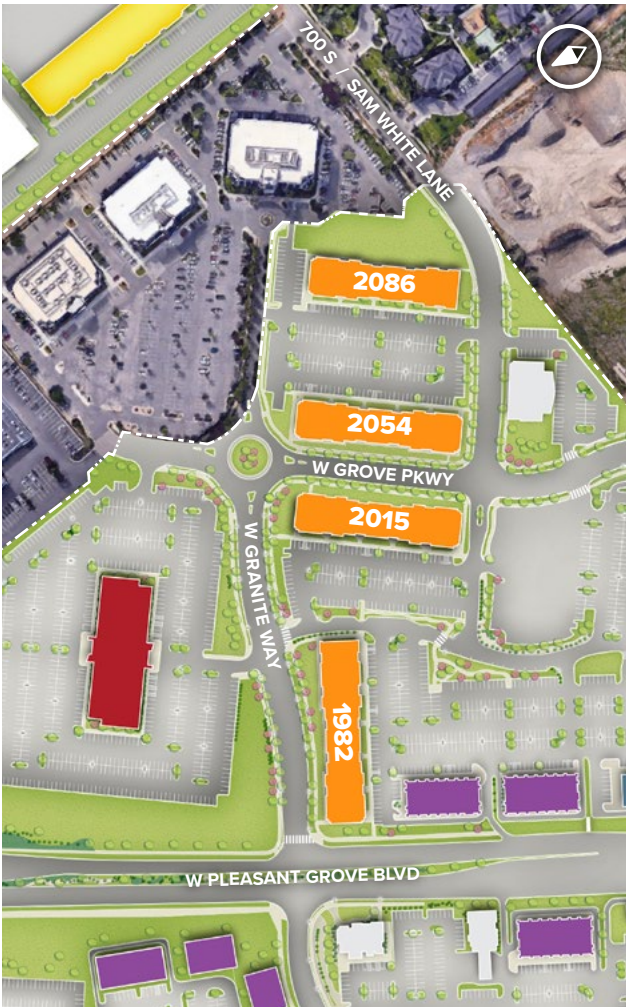 700 S / SAM WHITE LANE
2086
2054
W GROVE PKWY
2015
W GRANITE WAY
1982
W PLEASANT GROVE BLVD